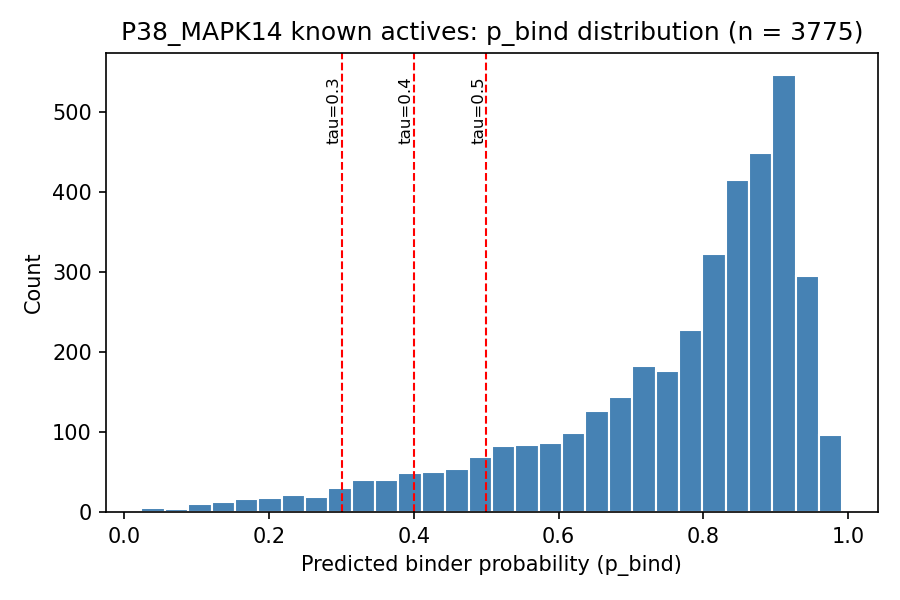 P38_MAPK14 known actives: p_bind distribution (n = 3775)
tau=0.3
tau=0.4
tau=0.5
Count
500
400
300
200
100
0
0.0
0.2
0.4
0.6
0.8
1.0
Predicted binder probability (p_bind)